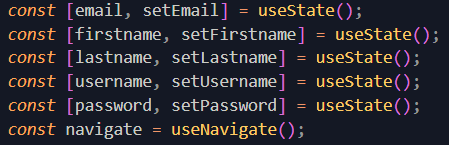 const [email, setEmail] = useState();
const [firstname, setFirstname] = useState();
const [lastname, setLastname] = useState();
const [username, setUsername] = useState();
const [password, setPassword] = useState();
const navigate = useNavigate();